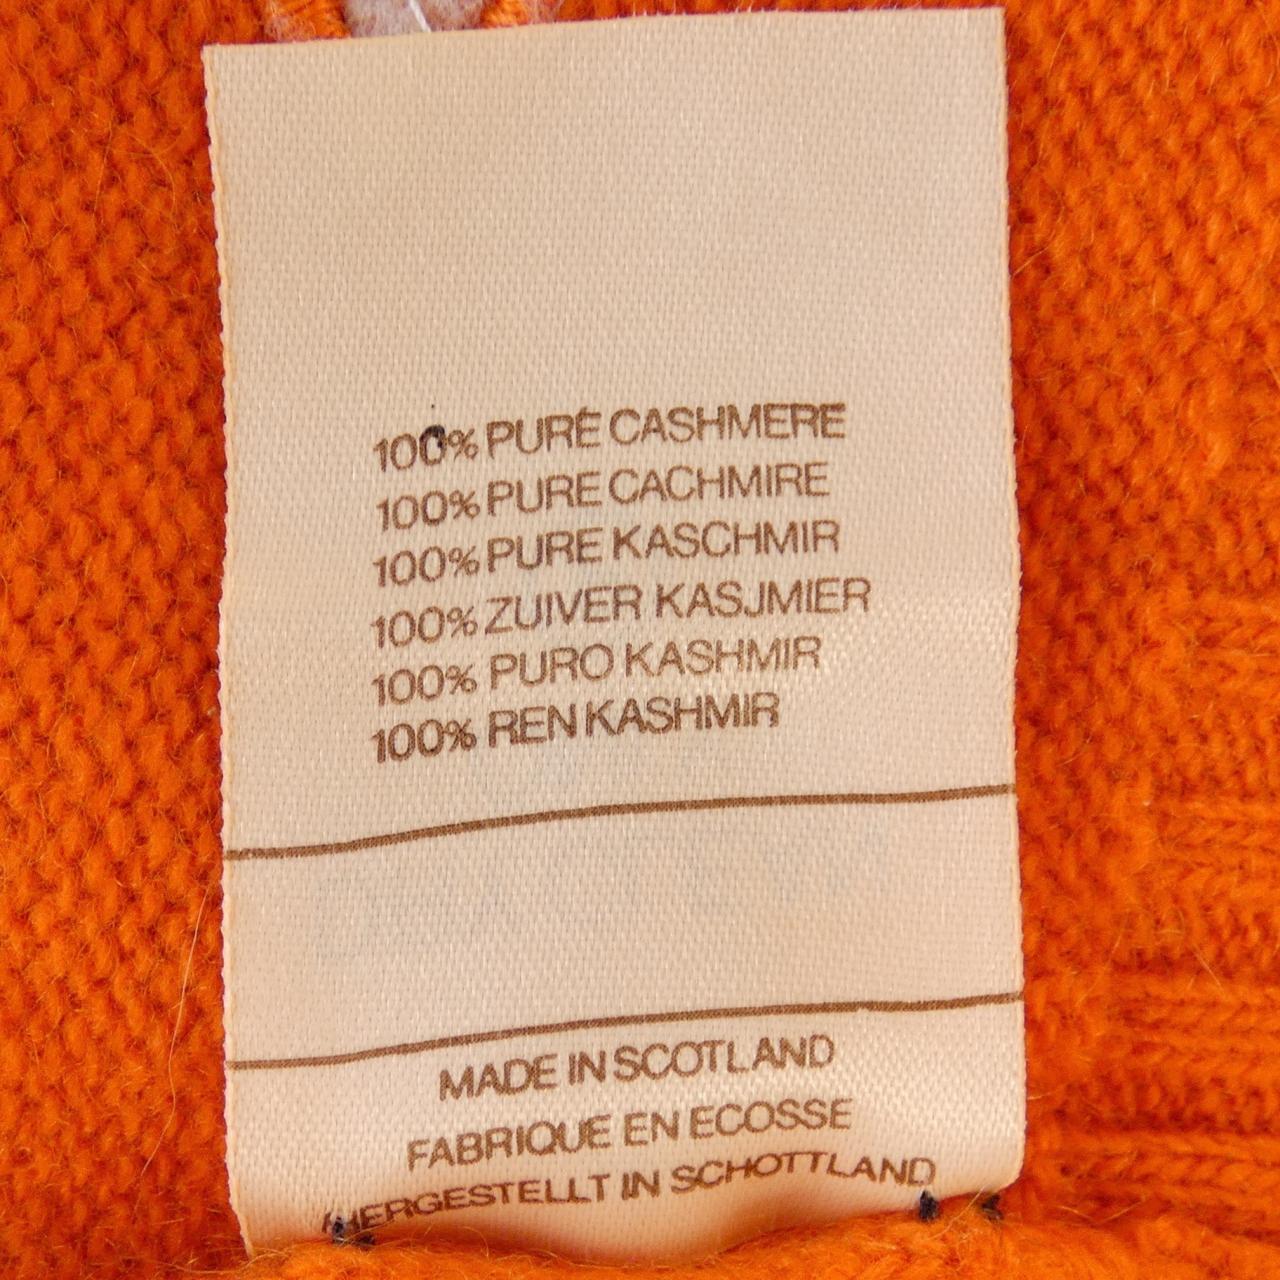 100% PURE CASHMERE
100% PURE CACHMIRE
100% PURE KASCHMIR
100% ZUIVER KASJMIER
100% PURO KASHMIR
100% REN KASHMIR
MADE IN SCOTLAND
FABRIQUE EN ECOSSE
HERGESTELLT IN SCHOTTLAND